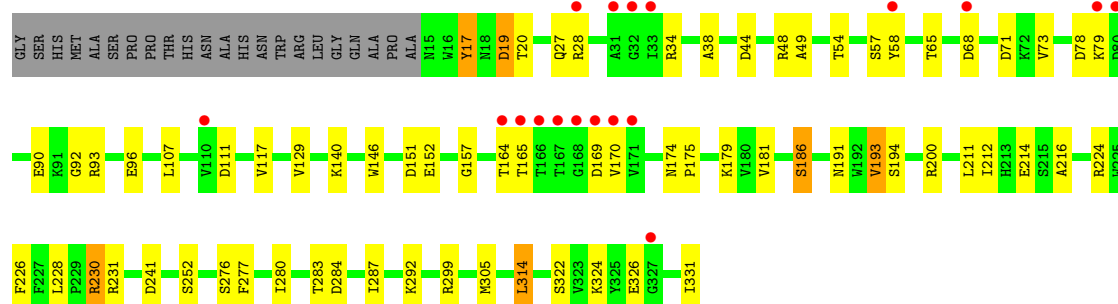 GLY SER HIS MET ALA SER PRO PRO THR HIS ASN ALA HIS ASN TRP ARG LEU GLY GLN ALA PRO ALA N15 W16 Y17 N18 D19 T20 Q27 R28 A31 G32 I33 R34 A38 D44 R48 A49 T54 S57 Y58 T65 D68 D71 K72 V73 D78 K79
E90 K91 G92 R93 E96 L107 V110 D111 V117 V129 K140 W146 D151 E152 G157 T164 T165 T166 T167 G168 D169 V170 V171 N174 P175 K179 V180 V181 S186 N191 W192 V193 S194 R200 L211 I212 H213 E214 S215 A216 R224
F226 F227 L228 P229 R230 R231 D241 S252 S276 F277 I280 T283 D284 I287 K292 R299 M305 L314 S322 V323 K324 Y325 E326 G327 I331